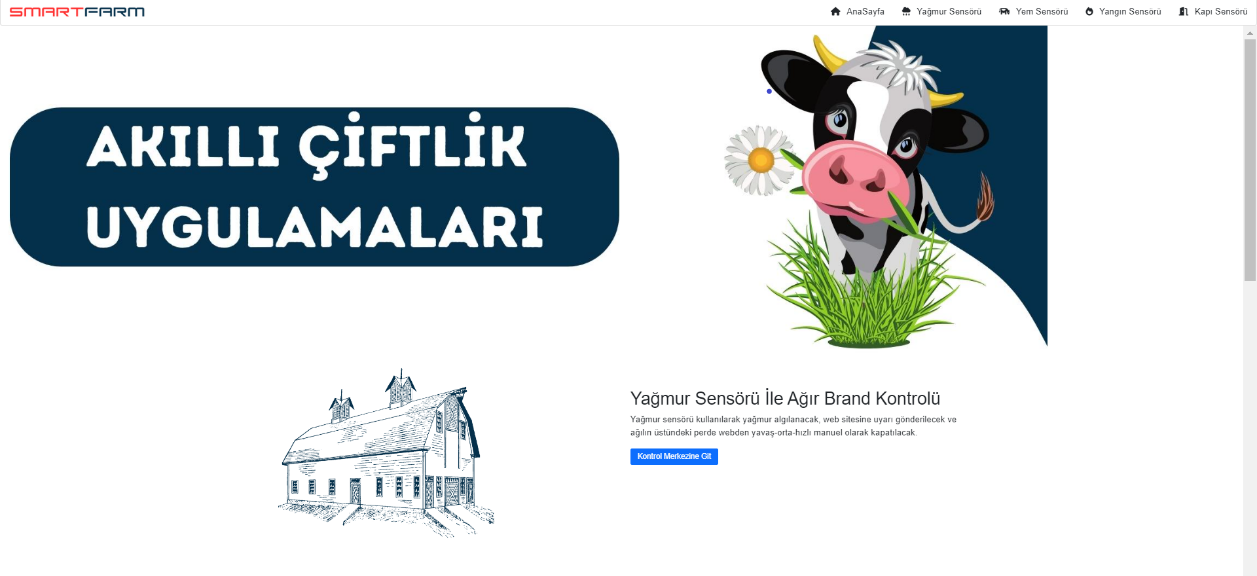 SMARTFARM
AnaSayfa Yağmur Sensörü Yem Sensörü Yangın Sensörü Kapı Sensörü
AKILLI ÇİFTLİK
UYGULAMALARI
Yağmur Sensörü İle Ağır Brand Kontrolü
Yağmur sensörü kullanılarak yağmur algılanacak, web sitesine uyarı gönderilecek ve
ağılın üstündeki perde webden yavaş-orta-hızlı manuel olarak kapatılacak.
Kontrol Merkezine Git